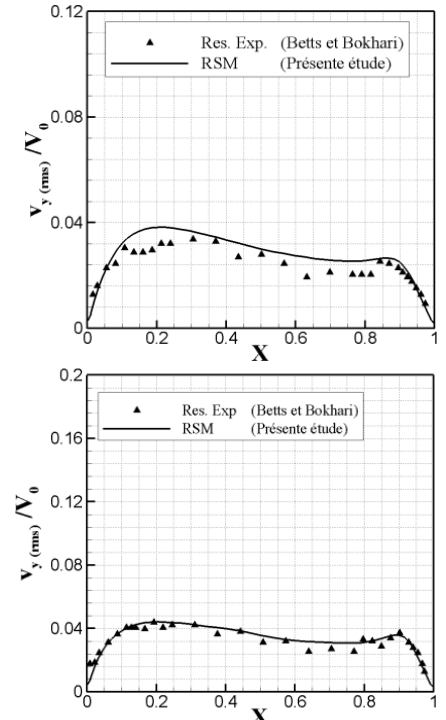 0.12
Res. Exp. (Betts et Bokhari)
RSM (Présente étude)
0.08
v y (rms) /V 0
0.04
0
0 0.2 0.4 0.6 0.8 1
X
0.2
Res. Exp (Betts et Bokhari)
RSM (Présente étude)
0.16
0.12
v y (rms) /V 0
0.08
0.04
0
0 0.2 0.4 0.6 0.8 1
X